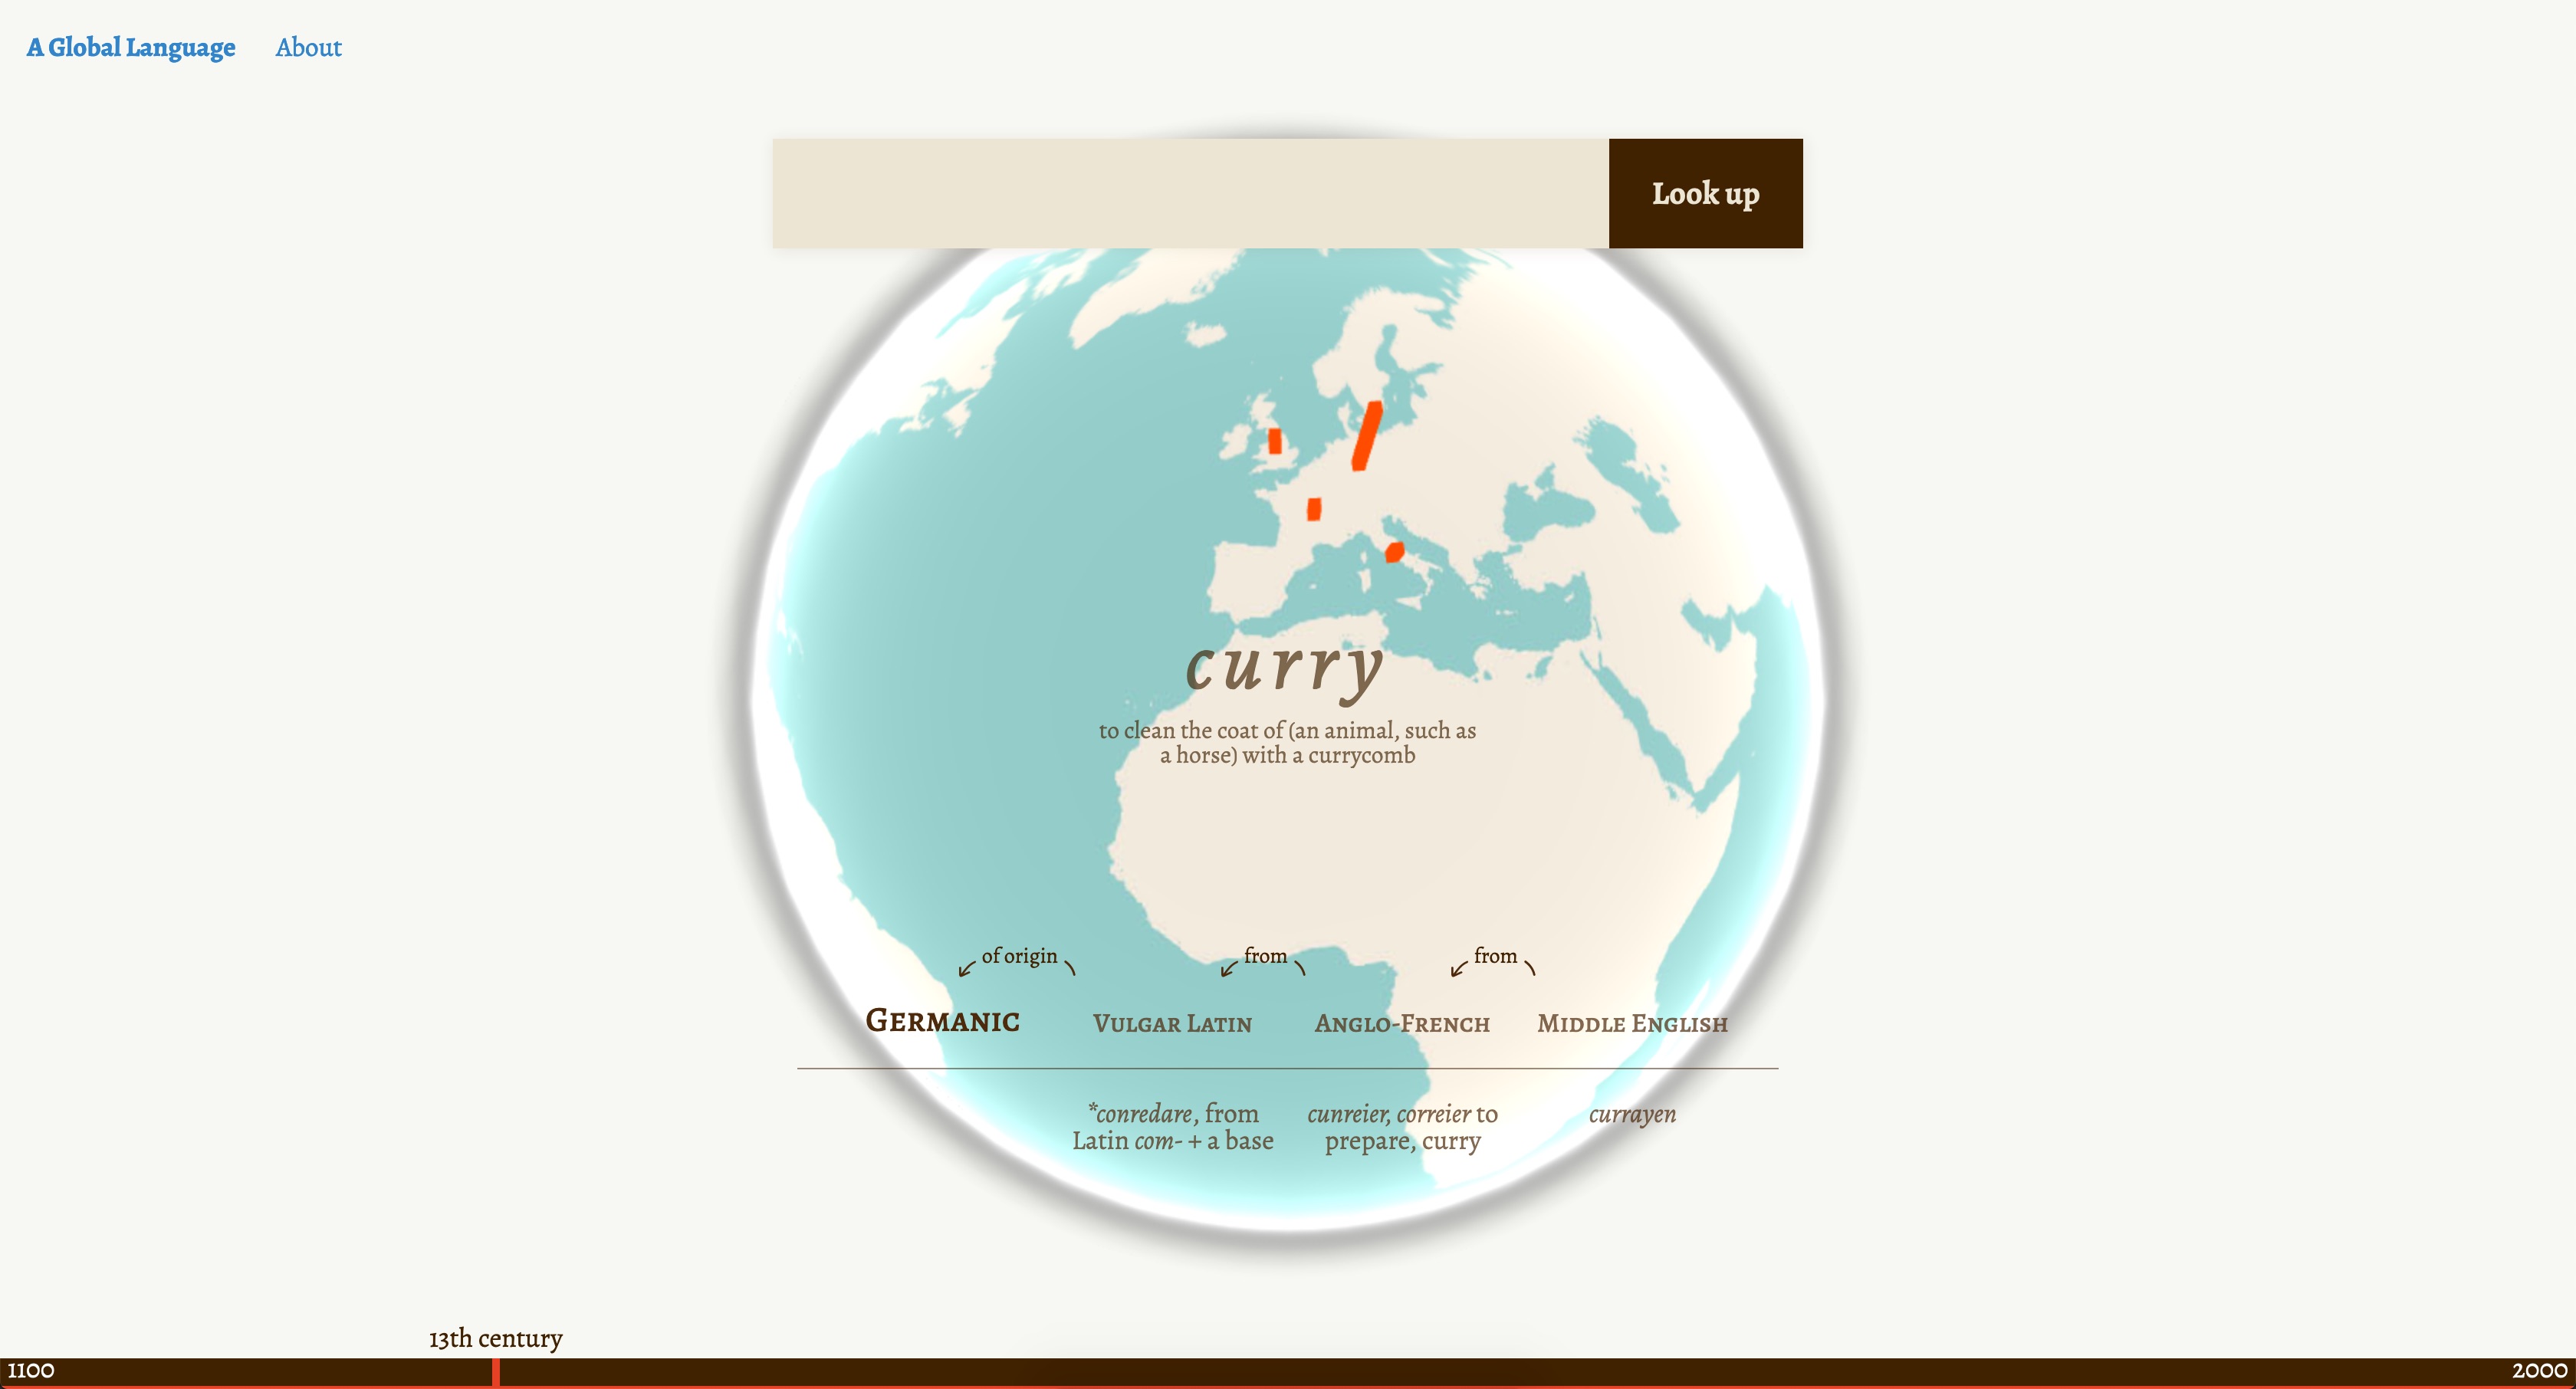 A Global Language About
Look up
curry
to clean the coat of (an animal, such as
a horse) with a currycomb
of origin from from
Germanic Vulgar Latin Anglo-French Middle English
*conredare, from cunreier, correier to currayen
Latin com- + a base prepare, curry
13th century
1100 2000